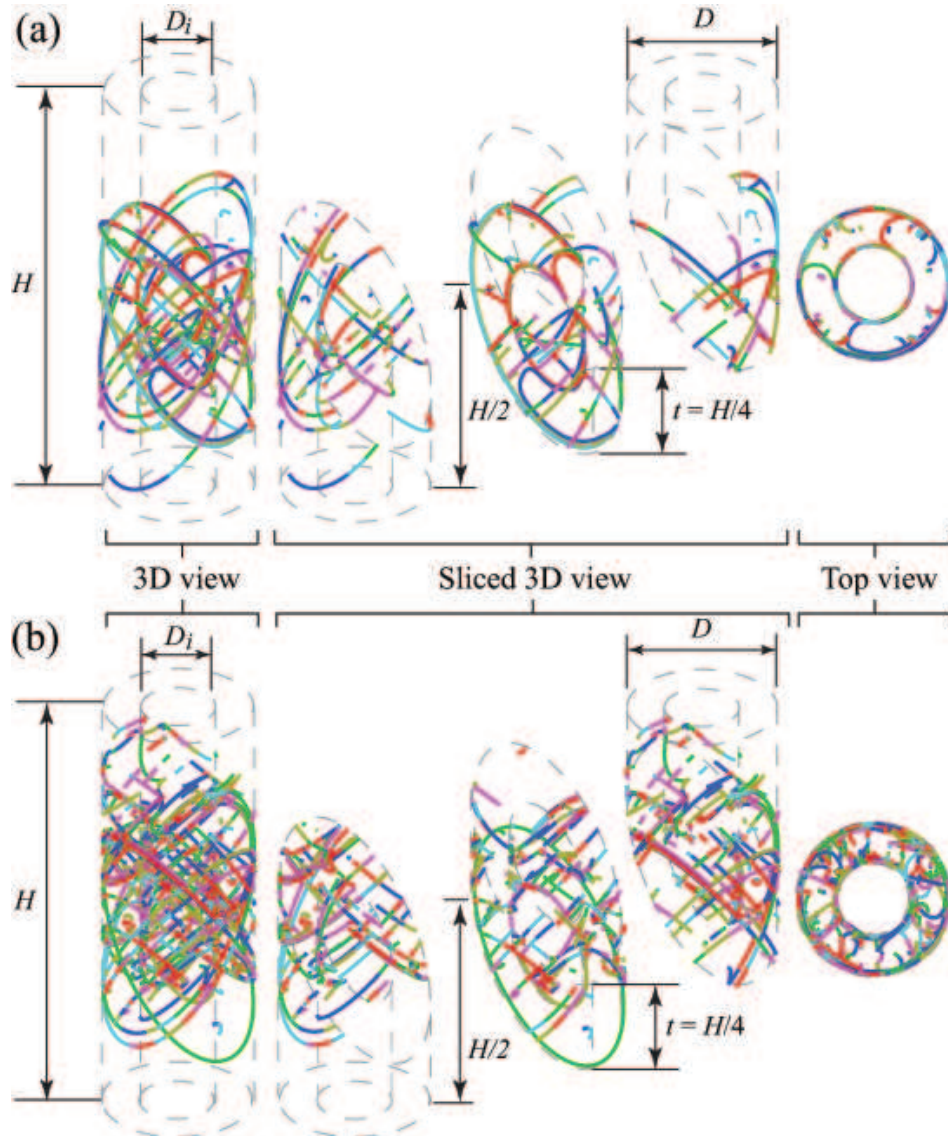 (a)
Di
D
H
H/2
t = H/4
3D view
Sliced 3D view
Top view
(b)
Di
D
H
H/2
t = H/4